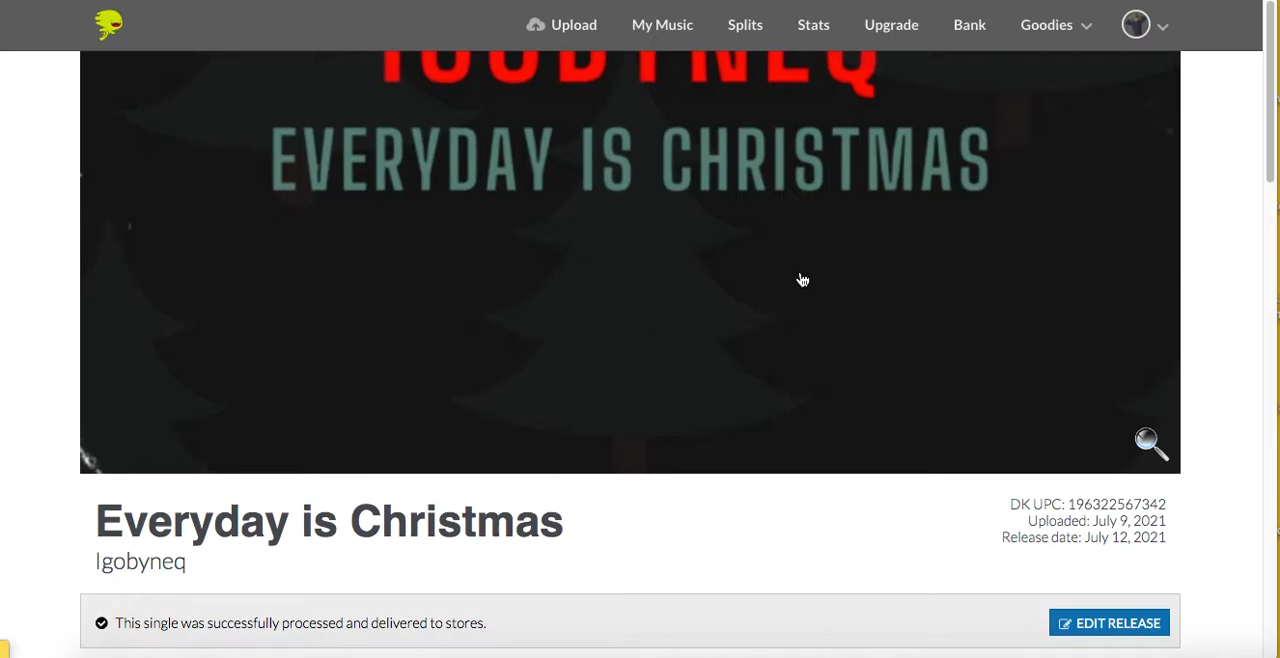 Upload My Music Splits Stats Upgrade Bank Goodies
IGOBYNEQ
EVERYDAY IS CHRISTMAS
Everyday is Christmas
Igobyneq
DK UPC: 196322567342
Uploaded: July 9, 2021
Release date: July 12, 2021
This single was successfully processed and delivered to stores.
EDIT RELEASE